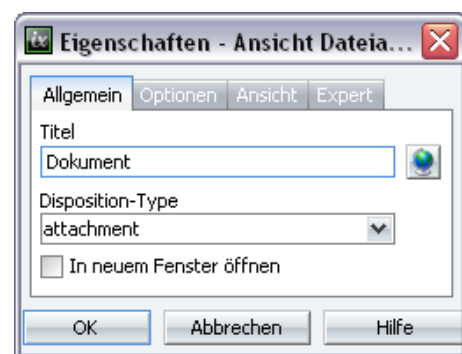 ix Eigenschaften - Ansicht Dateia...
Allgemein Optionen Ansicht Expert
Titel
Dokument
Disposition-Type
attachment
In neuem Fenster öffnen
OK Abbrechen Hilfe